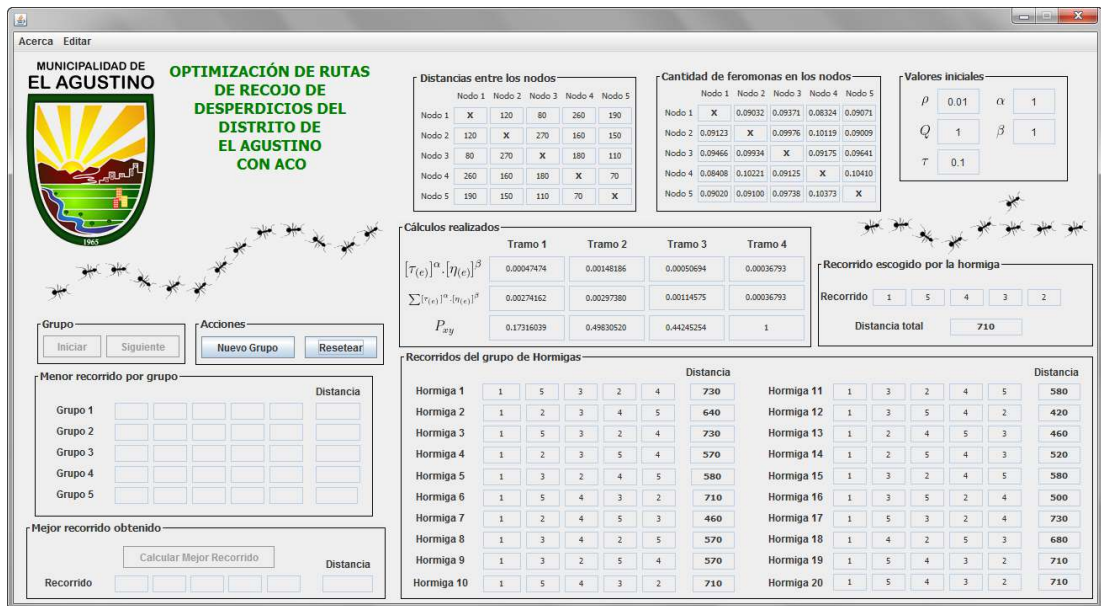 Acerca Editar
MUNICIPALIDAD DE
EL AGUSTINO
1965
OPTIMIZACIÓN DE RUTAS
DE RECOJO DE
DESPERDICIOS DEL
DISTRITO DE
EL AGUSTINO
CON ACO
Distancias entre los nodos
Nodo 1 Nodo 2 Nodo 3 Nodo 4 Nodo 5
Nodo 1 X 120 80 260 190
Nodo 2 120 X 270 160 150
Nodo 3 80 270 X 180 110
Nodo 4 260 160 180 X 70
Nodo 5 190 150 110 70 X
Cantidad de feromonas en los nodos
Nodo 1 Nodo 2 Nodo 3 Nodo 4 Nodo 5
Nodo 1 X 0.09032 0.09371 0.08324 0.09071
Nodo 2 0.09123 X 0.09976 0.10119 0.09009
Nodo 3 0.09466 0.09934 X 0.09175 0.09641
Nodo 4 0.08408 0.10221 0.09125 X 0.10410
Nodo 5 0.09020 0.09100 0.09738 0.10373 X
Valores iniciales
ρ 0.01 α 1
Q 1 β 1
τ 0.1
Cálculos realizados
Tramo 1 Tramo 2 Tramo 3 Tramo 4
[τ(e)]^α.[η(e)]^β 0.00047474 0.00148186 0.00050694 0.00036793
∑[τ(e)]^α.[η(e)]^β 0.00274162 0.00297380 0.00114575 0.00036793
Pxy 0.17316039 0.49830520 0.44245254 1
Recorrido escogido por la hormiga
Recorrido 1 5 4 3 2
Distancia total 710
Grupo
Iniciar Siguiente
Acciones
Nuevo Grupo Resetear
Menor recorrido por grupo
Distancia
Grupo 1
Grupo 2
Grupo 3
Grupo 4
Grupo 5
Mejor recorrido obtenido
Calcular Mejor Recorrido
Distancia
Recorrido
Recorridos del grupo de Hormigas
Distancia
Hormiga 1 1 5 3 2 4 730
Hormiga 2 1 2 3 4 5 640
Hormiga 3 1 5 3 2 4 730
Hormiga 4 1 2 3 5 4 570
Hormiga 5 1 3 2 4 5 580
Hormiga 6 1 5 4 3 2 710
Hormiga 7 1 2 4 5 3 460
Hormiga 8 1 3 4 2 5 570
Hormiga 9 1 3 2 5 4 570
Hormiga 10 1 5 4 3 2 710
Distancia
Hormiga 11 1 3 2 4 5 580
Hormiga 12 1 3 5 4 2 420
Hormiga 13 1 2 4 5 3 460
Hormiga 14 1 2 5 4 3 520
Hormiga 15 1 3 2 4 5 580
Hormiga 16 1 3 5 2 4 500
Hormiga 17 1 5 3 2 4 730
Hormiga 18 1 4 2 5 3 680
Hormiga 19 1 5 4 3 2 710
Hormiga 20 1 5 4 3 2 710